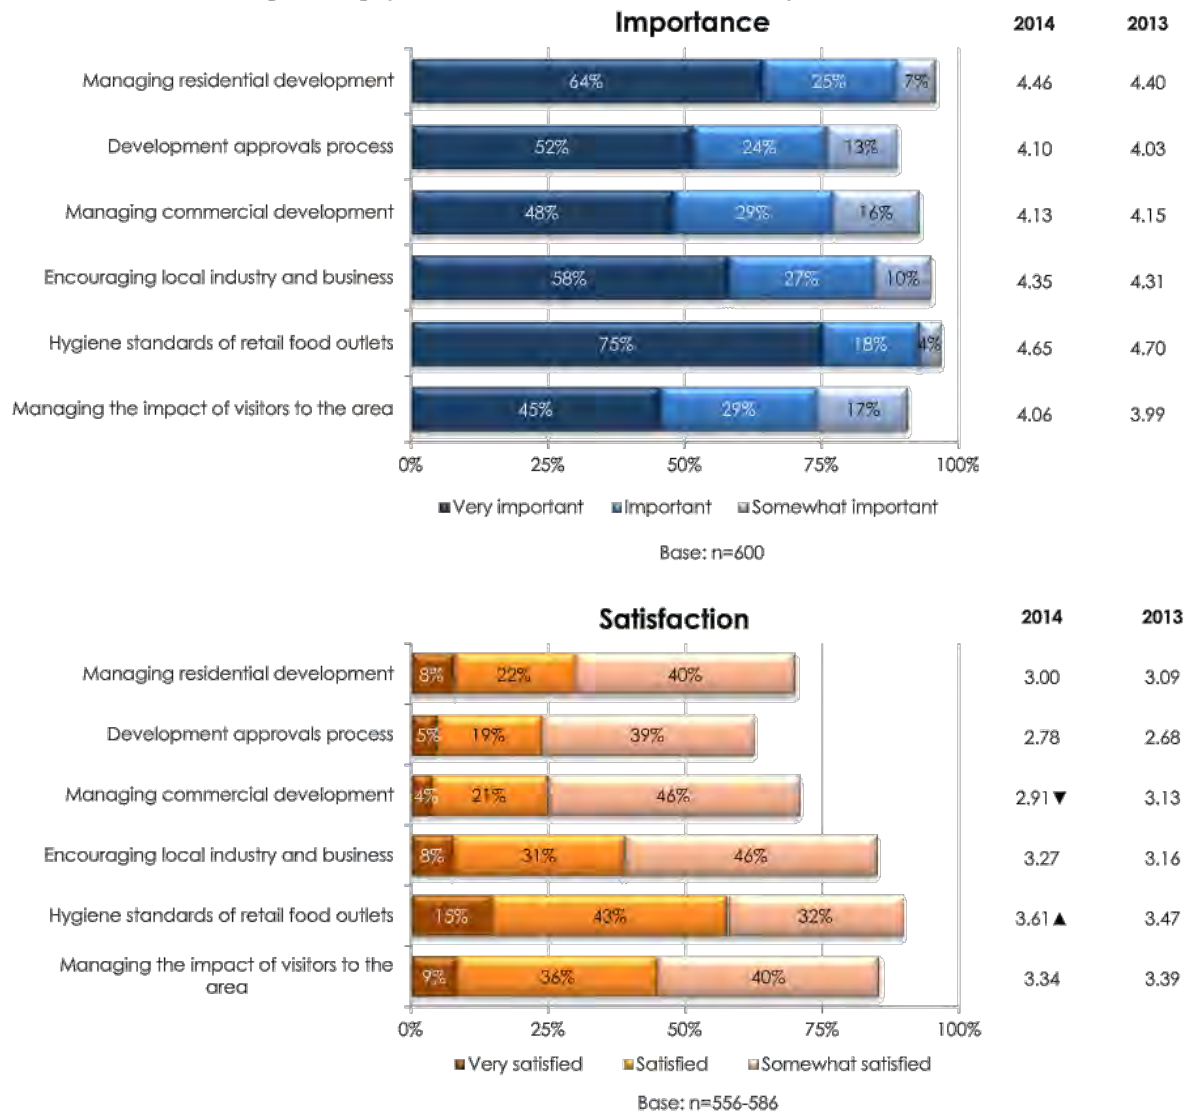 Importance 2014 2013
Managing residential development 64% 25% 7% 4.46 4.40
Development approvals process 52% 24% 13% 4.10 4.03
Managing commercial development 48% 29% 16% 4.13 4.15
Encouraging local industry and business 58% 27% 10% 4.35 4.31
Hygiene standards of retail food outlets 75% 18% 4% 4.65 4.70
Managing the impact of visitors to the area 45% 29% 17% 4.06 3.99
0% 25% 50% 75% 100%
Very important Important Somewhat important
Base: n=600
Satisfaction 2014 2013
Managing residential development 8% 22% 40% 3.00 3.09
Development approvals process 5% 19% 39% 2.78 2.68
Managing commercial development 4% 21% 46% 2.91▼ 3.13
Encouraging local industry and business 8% 31% 46% 3.27 3.16
Hygiene standards of retail food outlets 15% 43% 32% 3.61▲ 3.47
Managing the impact of visitors to the
area 9% 36% 40% 3.34 3.39
0% 25% 50% 75% 100%
Very satisfied Satisfied Somewhat satisfied
Base: n=556-586